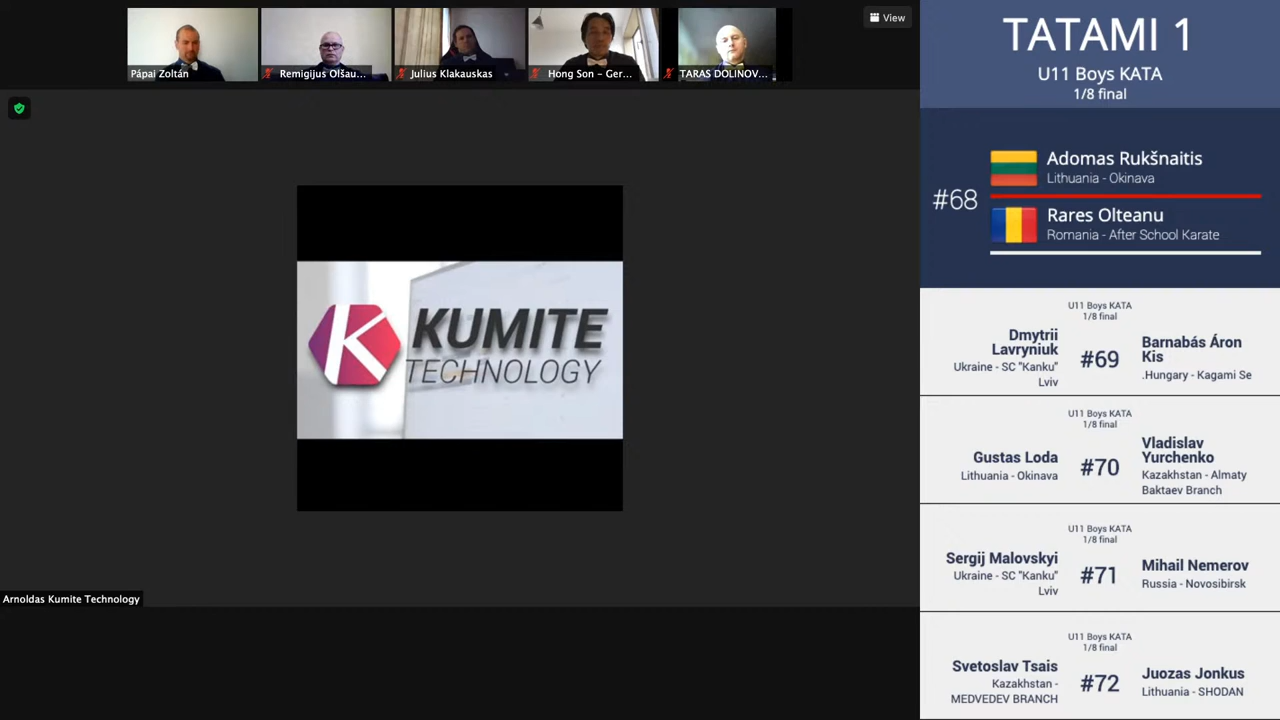 View
Pápai Zoltán
Remigijus Olšau...
Julius Klakauskas
Hong Son – Ger...
TARAS DOLINOV...
K KUMITE
TECHNOLOGY
Arnoldas Kumite Technology
TATAMI 1
U11 Boys KATA
1/8 final
#68
Adomas Rukšnaitis
Lithuania - Okinava
Rares Olteanu
Romania - After School Karate
U11 Boys KATA
1/8 final
Dmytrii
Lavryniuk
Ukraine - SC "Kanku"
Lviv
#69
Barnabás Áron
Kis
.Hungary - Kagami Se
U11 Boys KATA
1/8 final
Gustas Loda
Lithuania - Okinava
#70
Vladislav
Yurchenko
Kazakhstan - Almaty
Baktaev Branch
U11 Boys KATA
1/8 final
Sergij Malovskyi
Ukraine - SC "Kanku"
Lviv
#71
Mihail Nemerov
Russia - Novosibirsk
U11 Boys KATA
1/8 final
Svetoslav Tsais
Kazakhstan -
MEDVEDEV BRANCH
#72
Juozas Jonkus
Lithuania - SHODAN